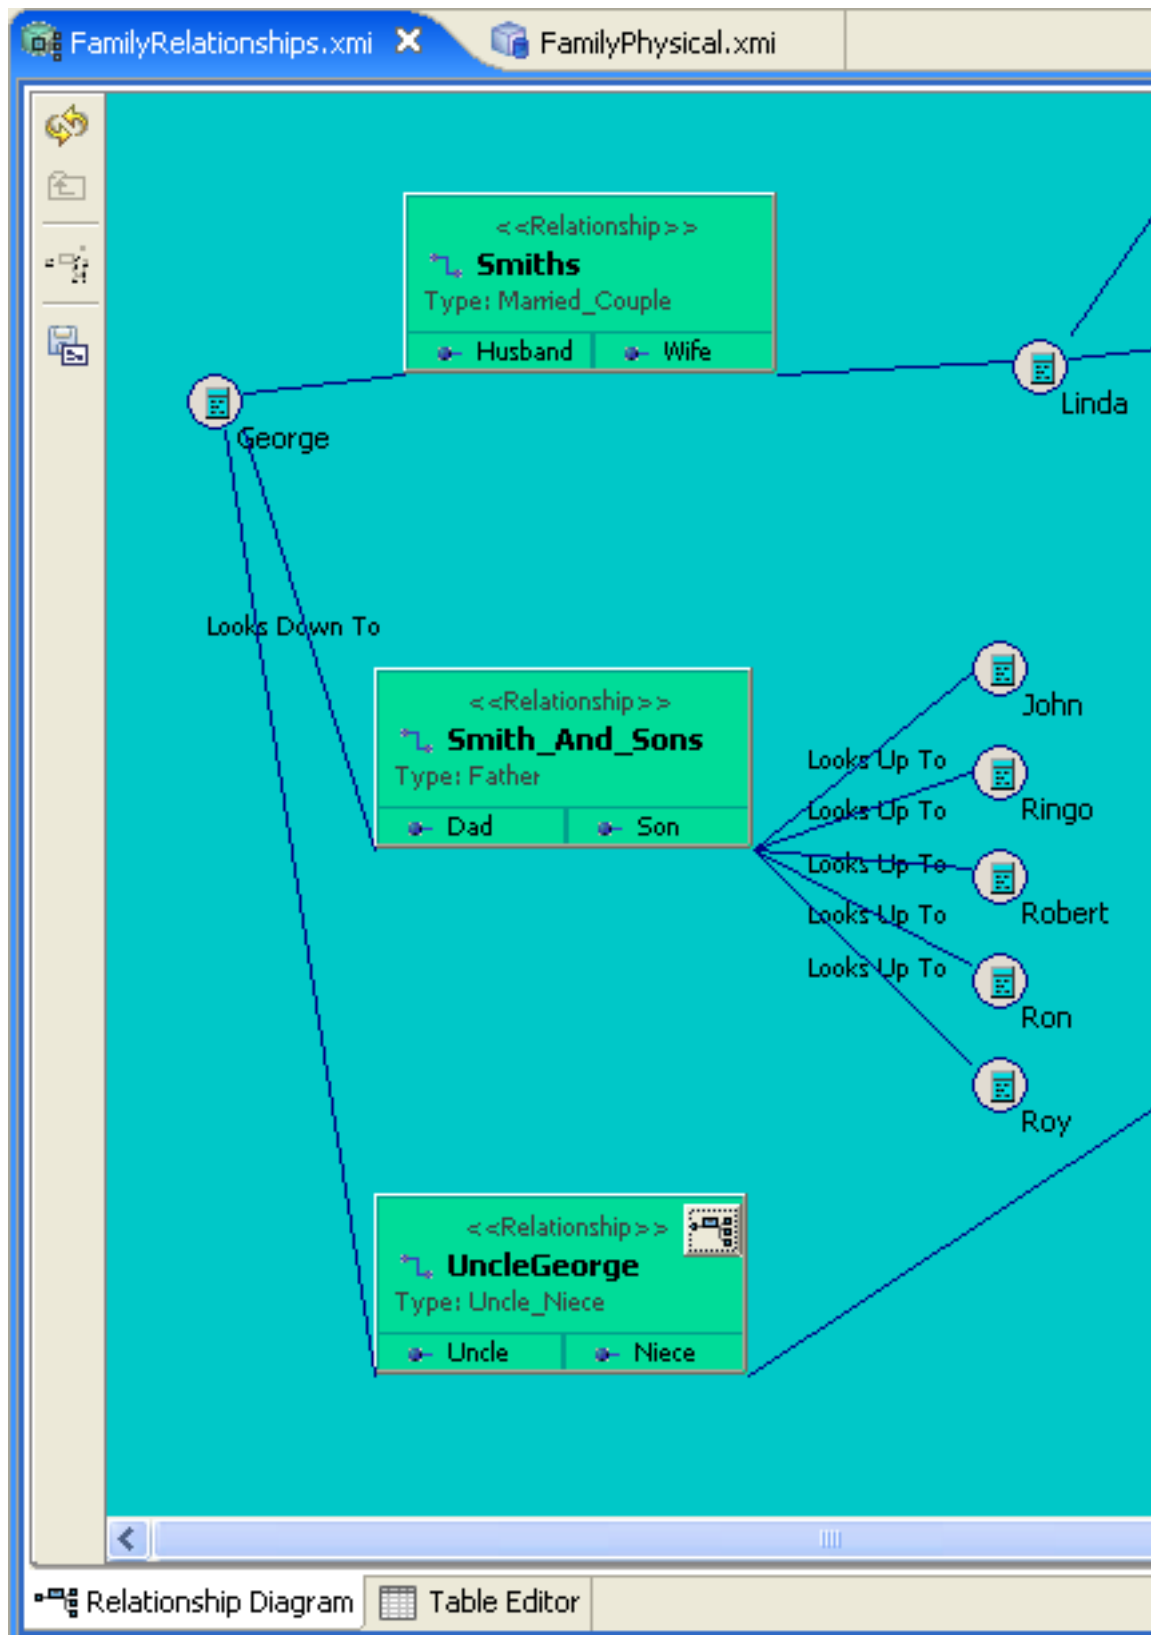 FamilyRelationships.xmi
FamilyPhysical.xmi
<<Relationship>>
Smiths
Type: Married_Couple
Husband
Wife
George
Linda
Looks Down To
<<Relationship>>
Smith_And_Sons
Type: Father
Dad
Son
John
Looks Up To
Ringo
Looks Up To
Looks Up To
Robert
Looks Up To
Looks Up To
Ron
Roy
<<Relationship>>
UncleGeorge
Type: Uncle_Niece
Uncle
Niece
Relationship Diagram
Table Editor